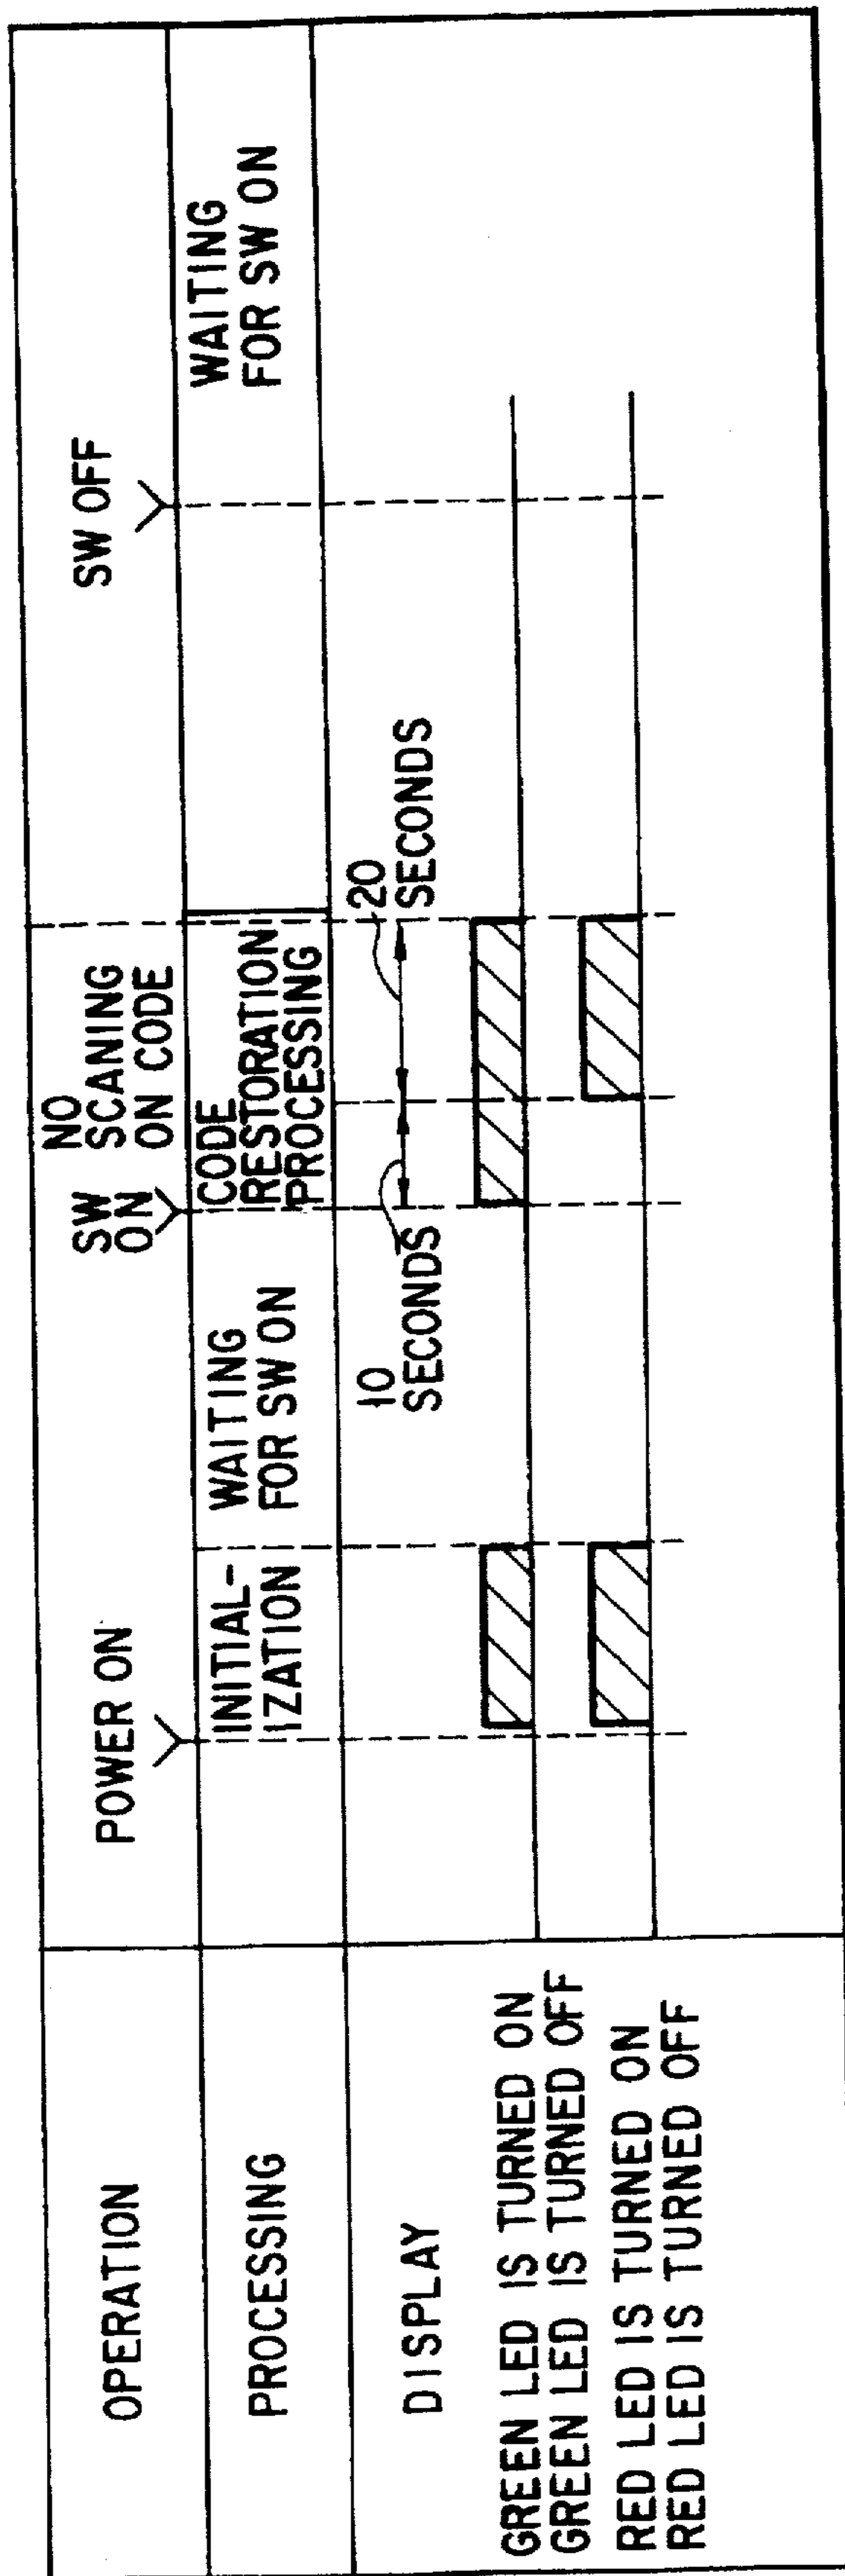 OPERATION
POWER ON
SW
ON
NO
SCANING
ON CODE
SW OFF
PROCESSING
INITIAL-
IZATION
WAITING
FOR SW ON
CODE
RESTORATION
PROCESSING
WAITING
FOR SW ON
DISPLAY
10
SECONDS
20
SECONDS
GREEN LED IS TURNED ON
GREEN LED IS TURNED OFF
RED LED IS TURNED ON
RED LED IS TURNED OFF